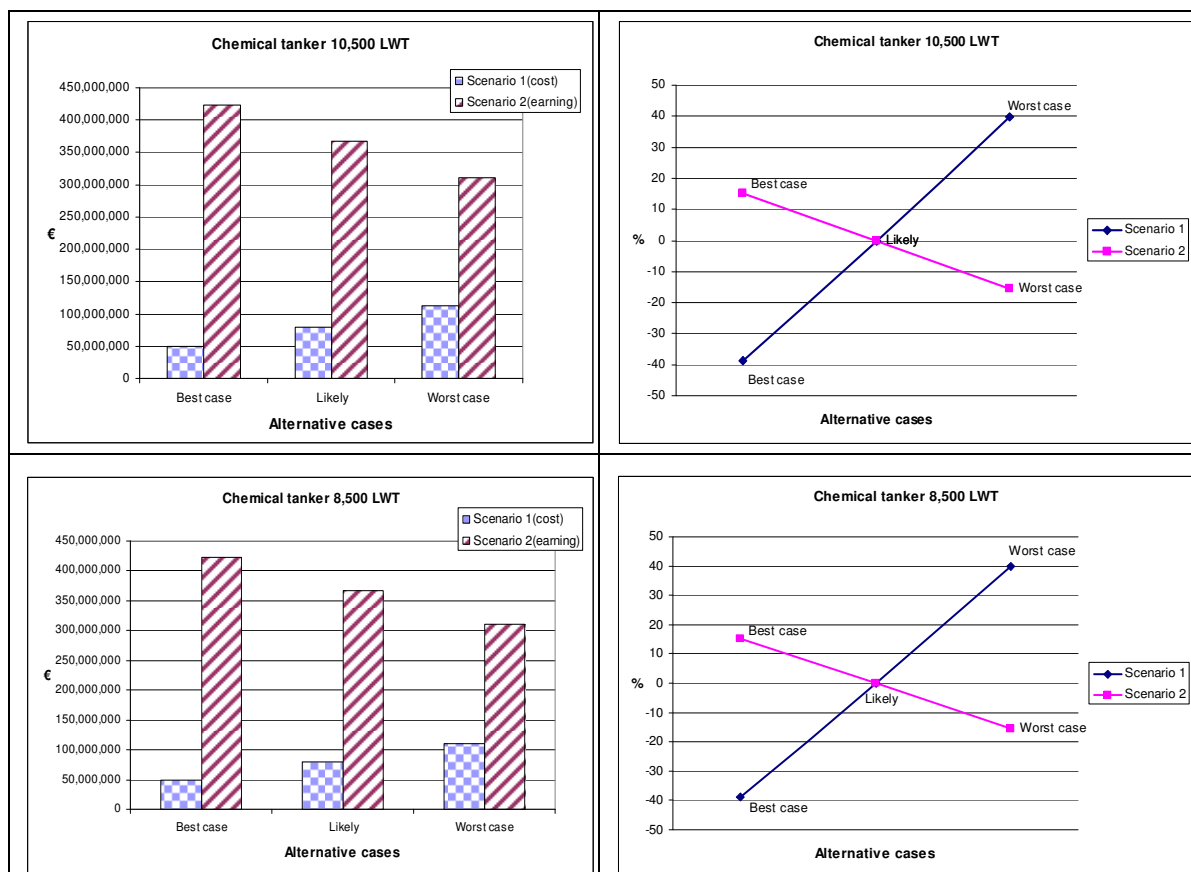 Chemical tanker 10,500 LWT
Scenario 1(cost)
Scenario 2(earning)
450,000,000
400,000,000
350,000,000
300,000,000
250,000,000
200,000,000
150,000,000
100,000,000
50,000,000
0
€
Best case Likely Worst case
Alternative cases
Chemical tanker 10,500 LWT
50
40
30
20
10
0
-10
-20
-30
-40
-50
%
Worst case
Best case
Likely
Worst case
Best case
Scenario 1
Scenario 2
Alternative cases
Chemical tanker 8,500 LWT
Scenario 1(cost)
Scenario 2(earning)
450,000,000
400,000,000
350,000,000
300,000,000
250,000,000
200,000,000
150,000,000
100,000,000
50,000,000
0
€
Best case Likely Worst case
Alternative cases
Chemical tanker 8,500 LWT
50
40
30
20
10
0
-10
-20
-30
-40
-50
%
Worst case
Best case
Likely
Worst case
Best case
Scenario 1
Scenario 2
Alternative cases